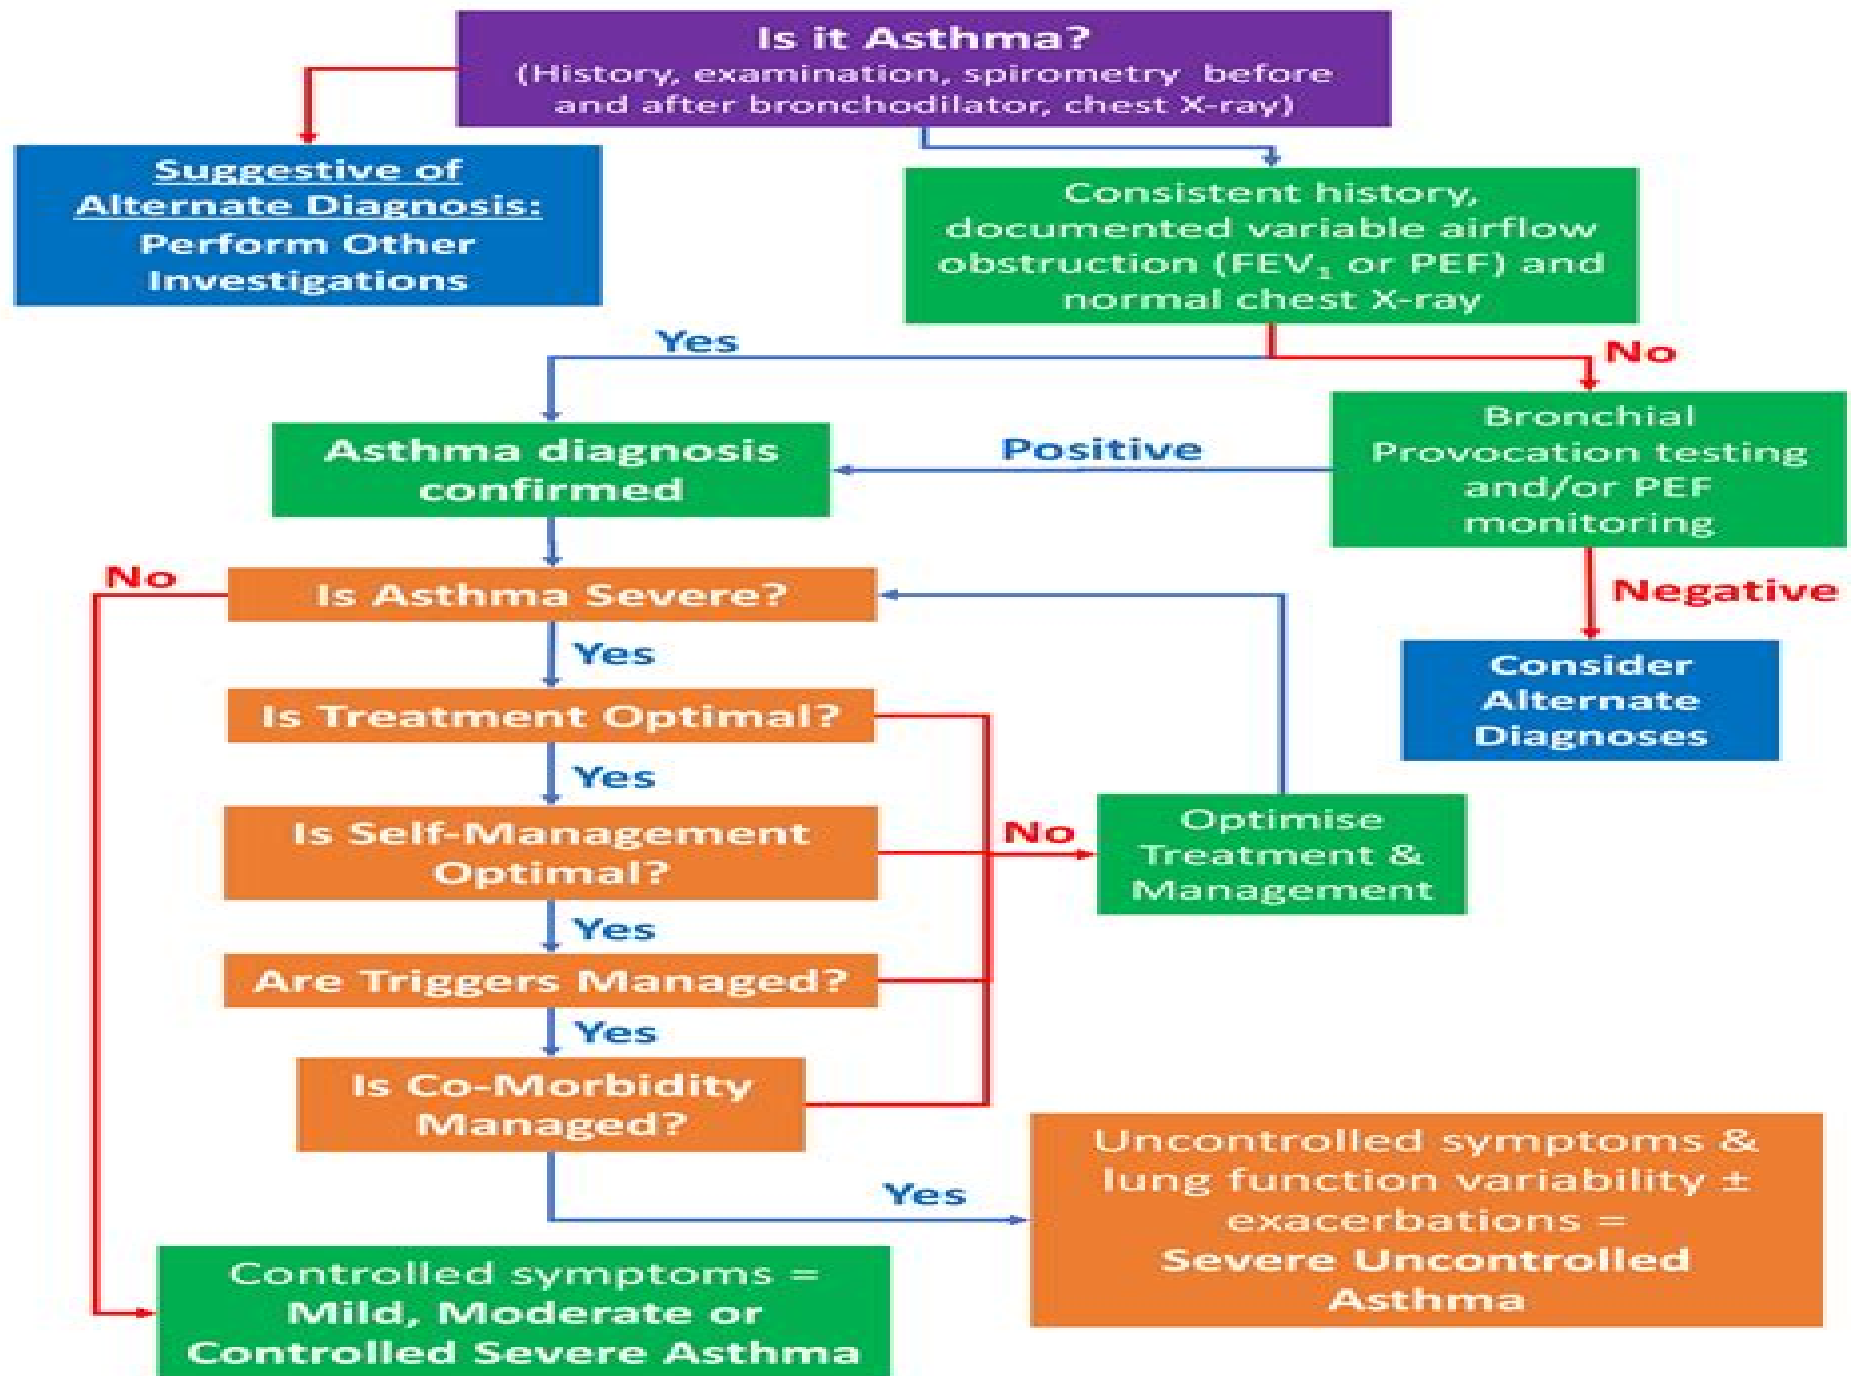 Is it Asthma?
(History, examination, spirometry before
and after bronchodilator, chest X-ray)
Suggestive of
Alternate Diagnosis:
Perform Other
Investigations
Consistent history,
documented variable airflow
obstruction (FEV₁ or PEF) and
normal chest X-ray
Yes
No
Asthma diagnosis
confirmed
Positive
Bronchial
Provocation testing
and/or PEF
monitoring
No
Is Asthma Severe?
Negative
Yes
Consider
Alternate
Diagnoses
Is Treatment Optimal?
Yes
Is Self-Management
Optimal?
No
Optimise
Treatment &
Management
Yes
Are Triggers Managed?
Yes
Is Co-Morbidity
Managed?
Yes
Uncontrolled symptoms &
lung function variability ±
exacerbations =
Severe Uncontrolled
Asthma
Controlled symptoms =
Mild, Moderate or
Controlled Severe Asthma